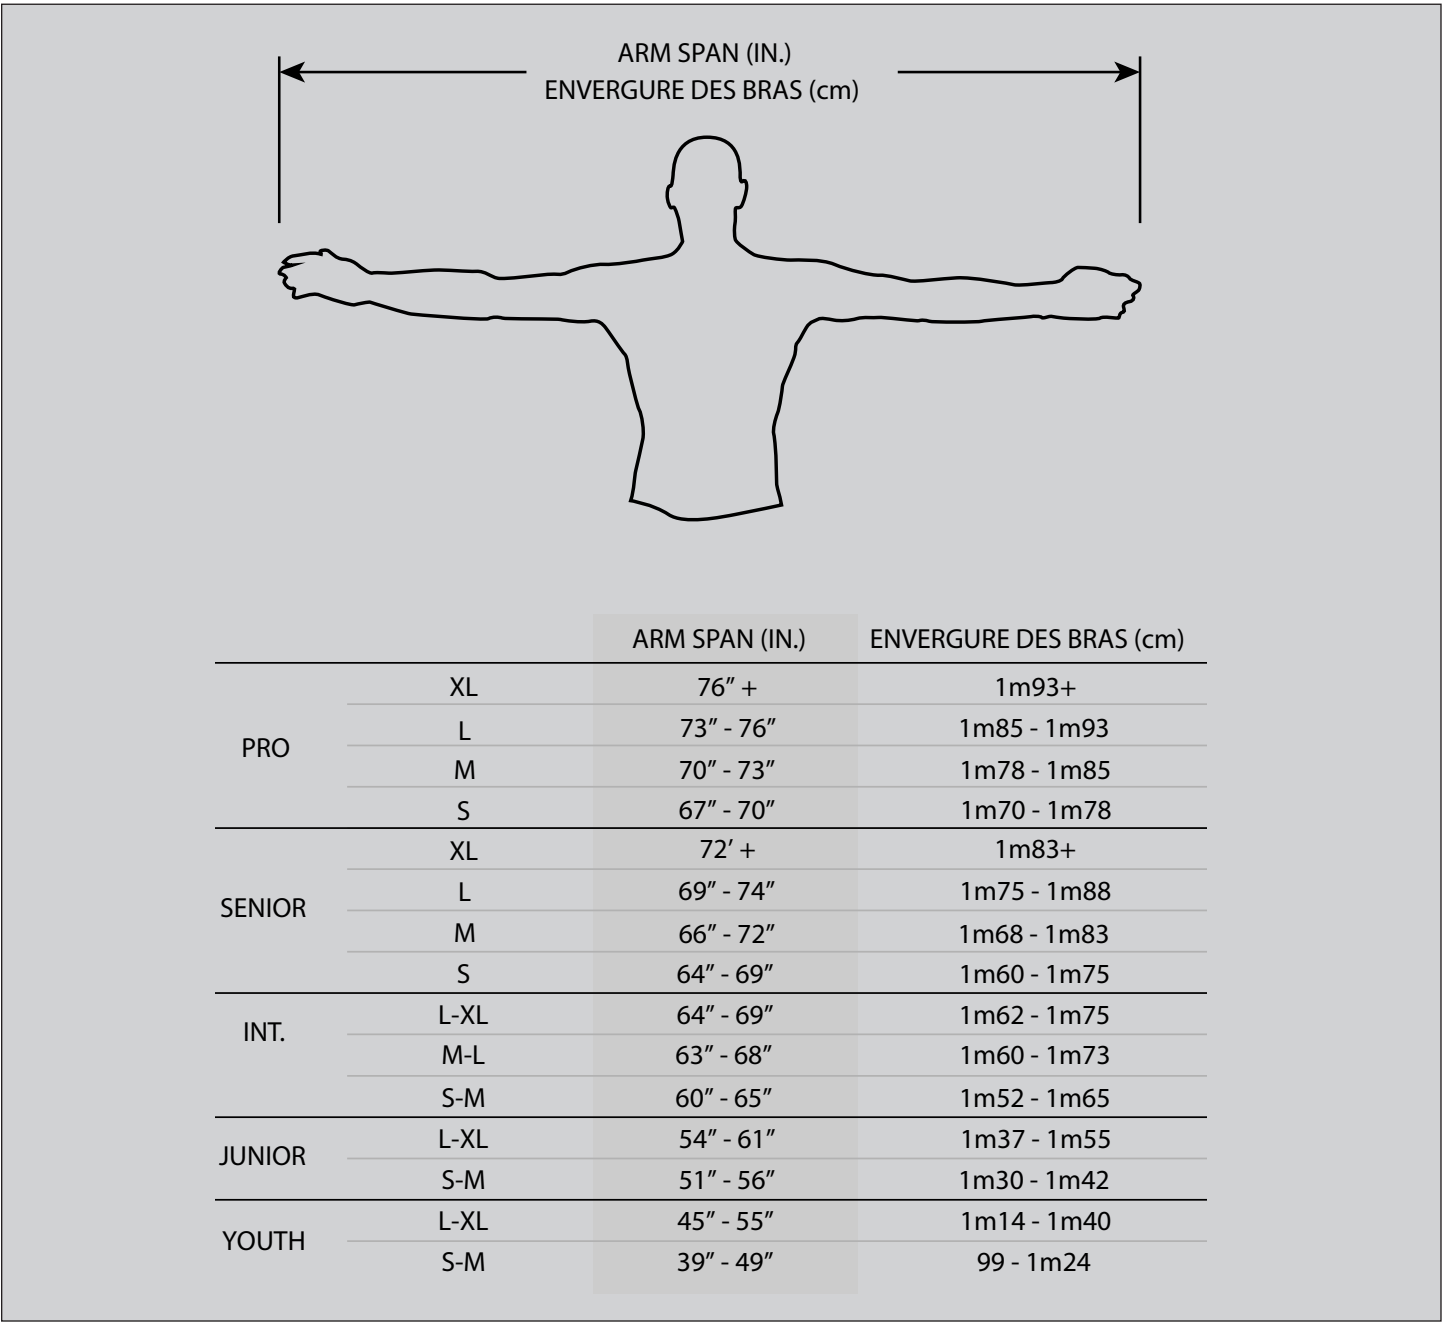 ARM SPAN (IN.)
ENVERGURE DES BRAS (cm)
ARM SPAN (IN.) ENVERGURE DES BRAS (cm)
PRO
XL 76” + 1m93+
L 73” - 76” 1m85 - 1m93
M 70” - 73” 1m78 - 1m85
S 67” - 70” 1m70 - 1m78
SENIOR
XL 72’ + 1m83+
L 69” - 74” 1m75 - 1m88
M 66” - 72” 1m68 - 1m83
S 64” - 69” 1m60 - 1m75
INT.
L-XL 64” - 69” 1m62 - 1m75
M-L 63” - 68” 1m60 - 1m73
S-M 60” - 65” 1m52 - 1m65
JUNIOR
L-XL 54” - 61” 1m37 - 1m55
S-M 51” - 56” 1m30 - 1m42
YOUTH
L-XL 45” - 55” 1m14 - 1m40
S-M 39” - 49” 99 - 1m24